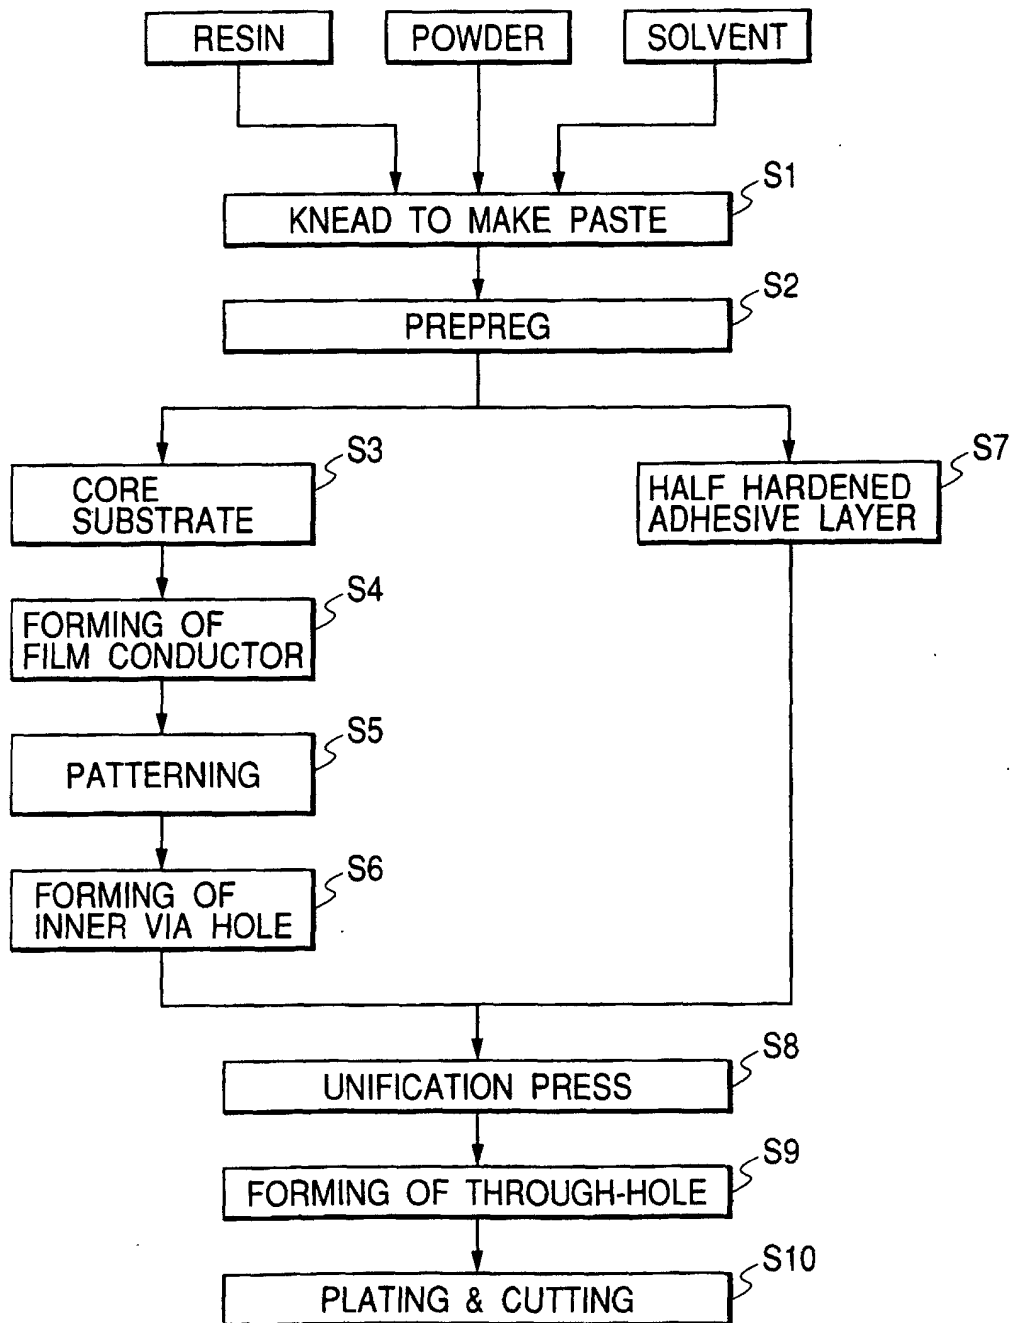 RESIN
POWDER
SOLVENT
S1
KNEAD TO MAKE PASTE
S2
PREPREG
S3
CORE
SUBSTRATE
S7
HALF HARDENED
ADHESIVE LAYER
S4
FORMING OF
FILM CONDUCTOR
S5
PATTERNING
S6
FORMING OF
INNER VIA HOLE
S8
UNIFICATION PRESS
S9
FORMING OF THROUGH-HOLE
S10
PLATING & CUTTING